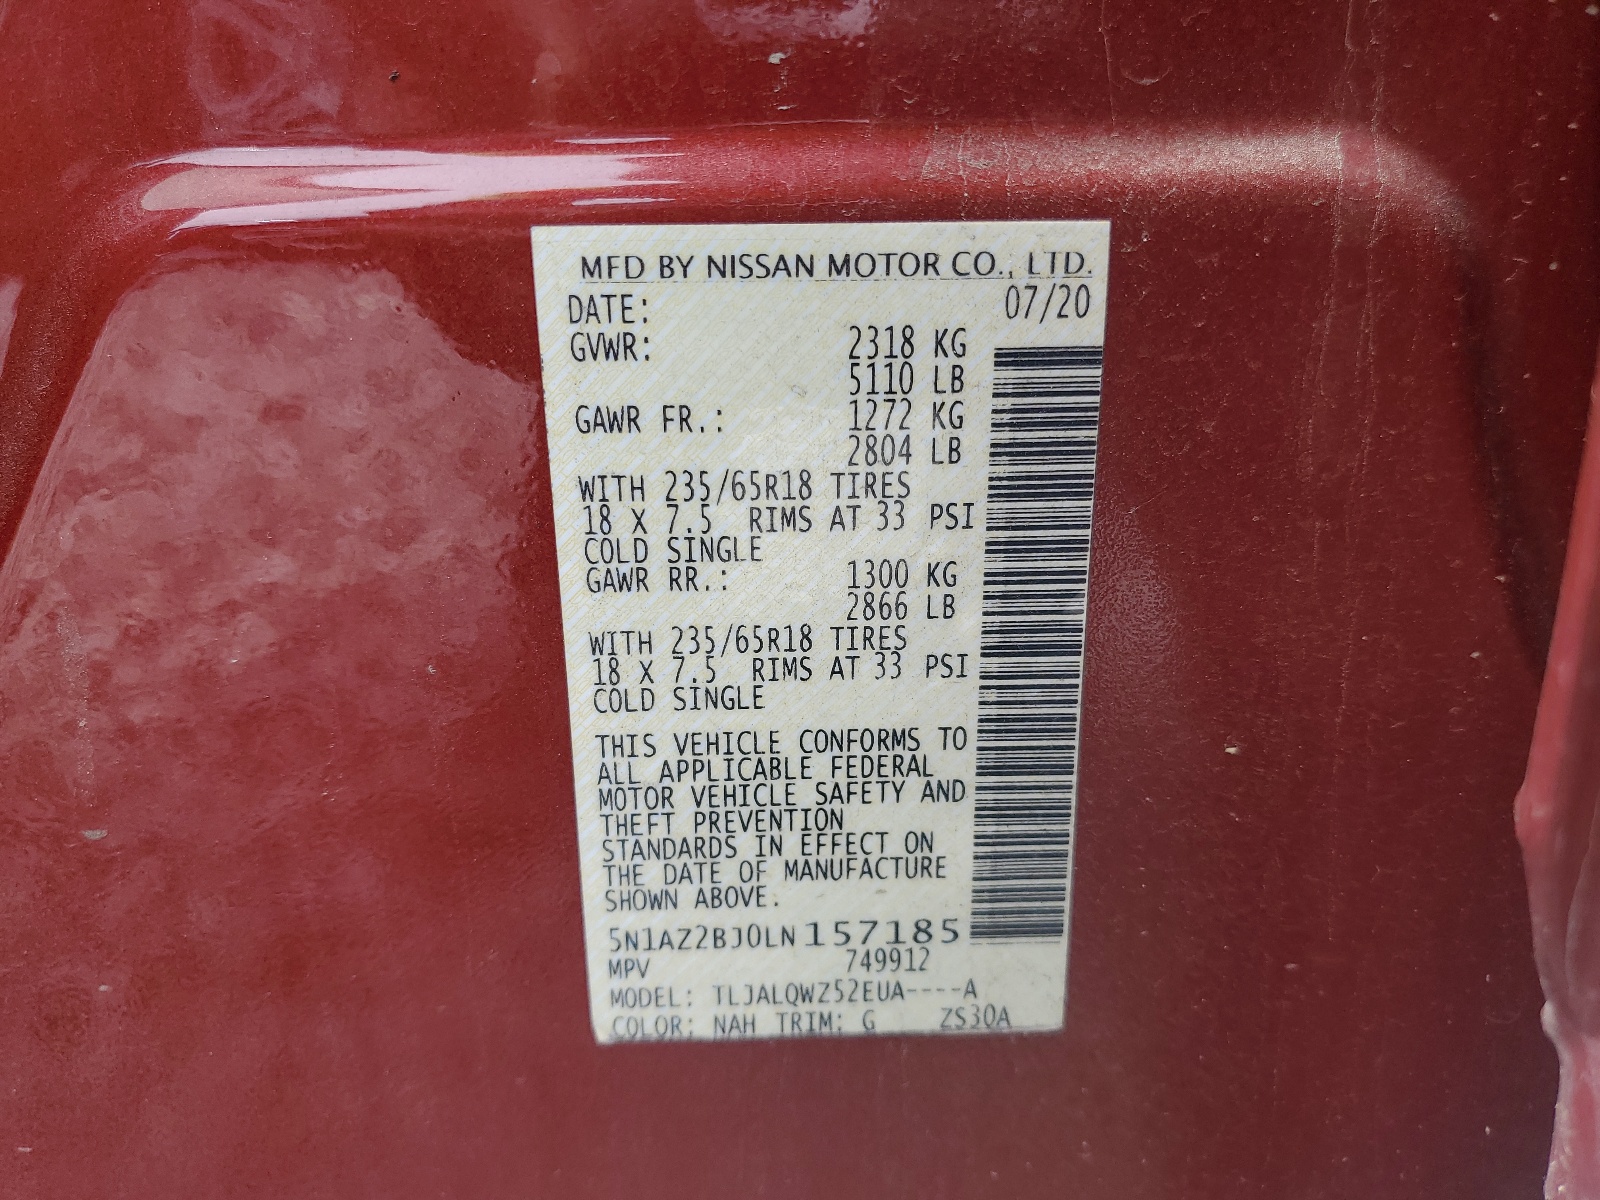 MFD BY NISSAN MOTOR CO., LTD.
DATE: 07/20
GVWR: 2318 KG
5110 LB
GAWR FR.: 1272 KG
2804 LB
WITH 235/65R18 TIRES
18 X 7.5 RIMS AT 33 PSI
COLD SINGLE
GAWR RR.: 1300 KG
2866 LB
WITH 235/65R18 TIRES
18 X 7.5 RIMS AT 33 PSI
COLD SINGLE
THIS VEHICLE CONFORMS TO
ALL APPLICABLE FEDERAL
MOTOR VEHICLE SAFETY AND
THEFT PREVENTION
STANDARDS IN EFFECT ON
THE DATE OF MANUFACTURE
SHOWN ABOVE.
5N1AZ2BJ0LN157185
MPV 749912
MODEL: TLJALQWZ52EUA----A
COLOR: NAH TRIM: G ZS30A